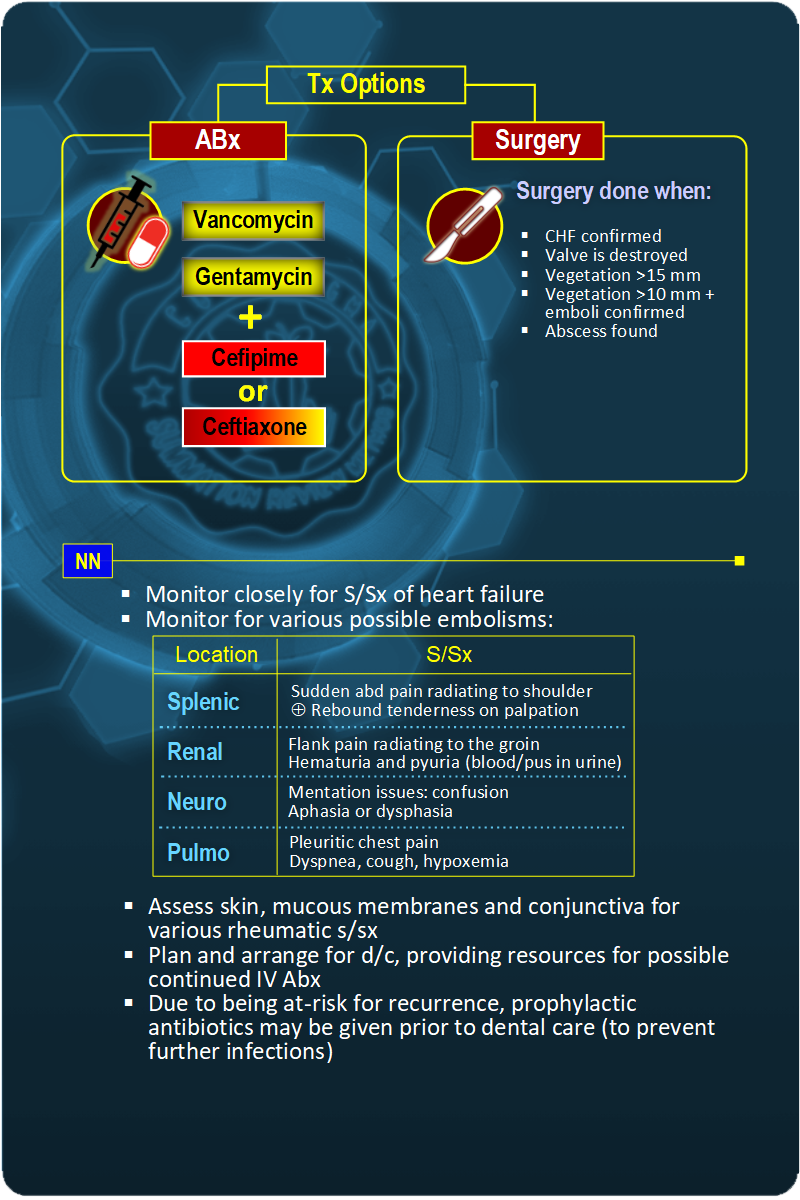 Tx Options
ABx
Vancomycin
Gentamycin
+
Cefipime
or
Ceftiaxone
Surgery
Surgery done when:
▪ CHF confirmed
▪ Valve is destroyed
▪ Vegetation >15 mm
▪ Vegetation >10 mm +
emboli confirmed
▪ Abscess found
NN
▪ Monitor closely for S/Sx of heart failure
▪ Monitor for various possible embolisms:
Location S/Sx
Splenic
Sudden abd pain radiating to shoulder
⊕ Rebound tenderness on palpation
Renal
Flank pain radiating to the groin
Hematuria and pyuria (blood/pus in urine)
Neuro
Mentation issues: confusion
Aphasia or dysphasia
Pulmo
Pleuritic chest pain
Dyspnea, cough, hypoxemia
▪ Assess skin, mucous membranes and conjunctiva for
various rheumatic s/sx
▪ Plan and arrange for d/c, providing resources for possible
continued IV Abx
▪ Due to being at-risk for recurrence, prophylactic
antibiotics may be given prior to dental care (to prevent
further infections)